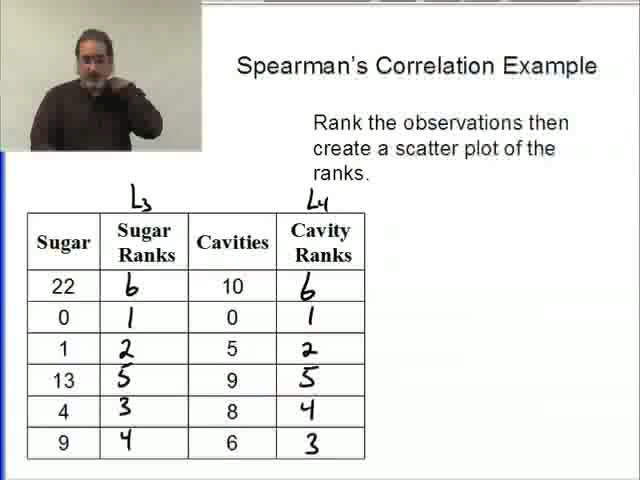 Spearman's Correlation Example
Rank the observations then
create a scatter plot of the
ranks.
L3 L4
Sugar Sugar Ranks Cavities Cavity Ranks
22 6 10 6
0 1 0 1
1 2 5 2
13 5 9 5
4 3 8 4
9 4 6 3